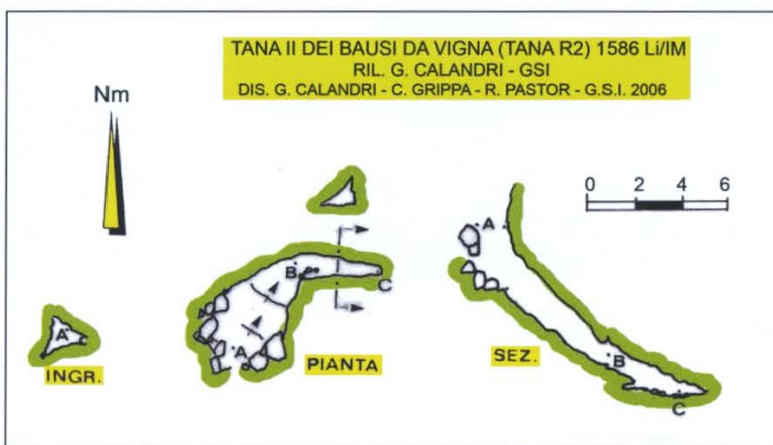 TANA II DEI BAUSI DA VIGNA (TANA R2) 1586 Li/IM
RIL. G. CALANDRI - GSI
DIS. G. CALANDRI - C. GRIPPA - R. PASTOR - G.S.I. 2006
Nm
0 2 4 6
A
B
C
A
INGR.
A
PIANTA
B
SEZ.
C